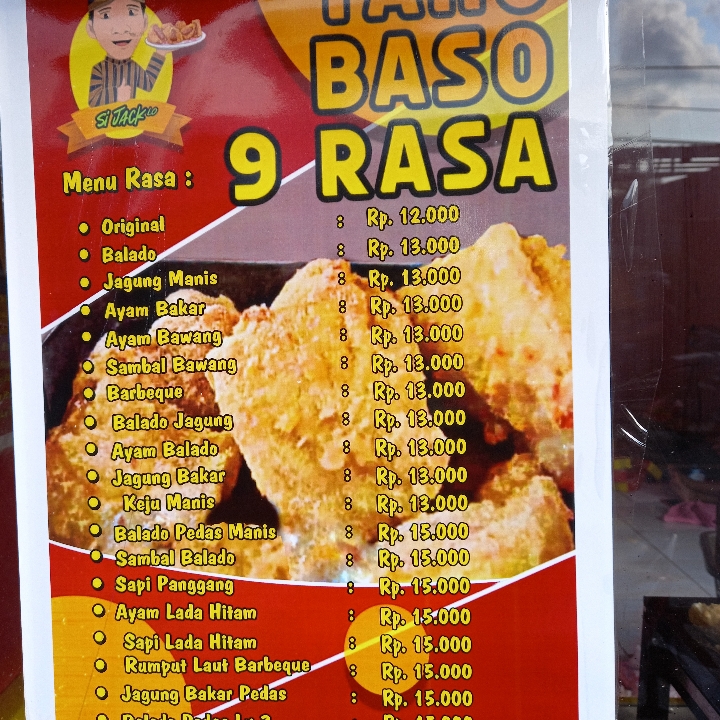 TAHU
BASO
9 RASA
Si JACK
Menu Rasa :
• Original : Rp. 12.000
• Balado : Rp. 13.000
• Jagung Manis : Rp. 13.000
• Ayam Bakar : Rp. 13.000
• Ayam Bawang : Rp. 13.000
• Sambal Bawang : Rp. 13.000
• Barbeque : Rp. 13.000
• Balado Jagung : Rp. 13.000
• Ayam Balado : Rp. 13.000
• Jagung Bakar : Rp. 13.000
• Keju Manis : Rp. 13.000
• Balado Pedas Manis : Rp. 15.000
• Sambal Balado : Rp. 15.000
• Sapi Panggang : Rp. 15.000
• Ayam Lada Hitam : Rp. 15.000
• Sapi Lada Hitam : Rp. 15.000
• Rumput Laut Barbeque : Rp. 15.000
• Jagung Bakar Pedas : Rp. 15.000